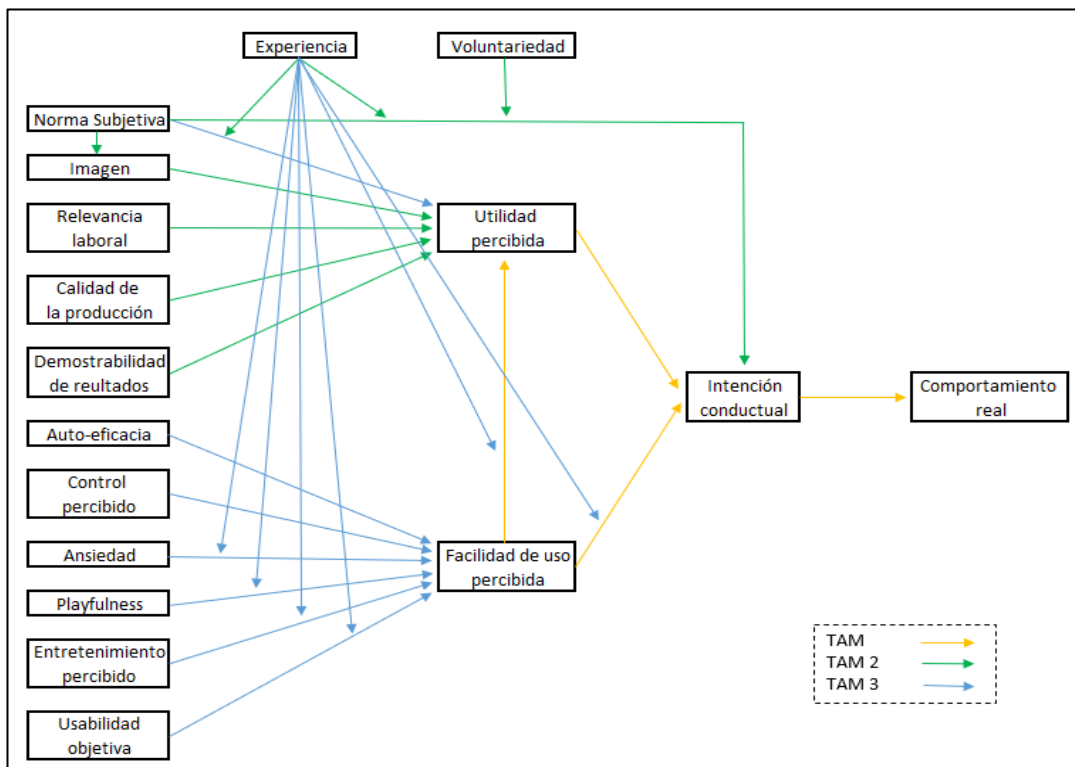 Experiencia
Voluntariedad
Norma Subjetiva
Imagen
Relevancia
laboral
Utilidad
percibida
Calidad de
la producción
Demostrabilidad
de reultados
Intención
conductual
Comportamiento
real
Auto-eficacia
Control
percibido
Ansiedad
Facilidad de uso
percibida
Playfulness
Entretenimiento
percibido
Usabilidad
objetiva
TAM
TAM 2
TAM 3